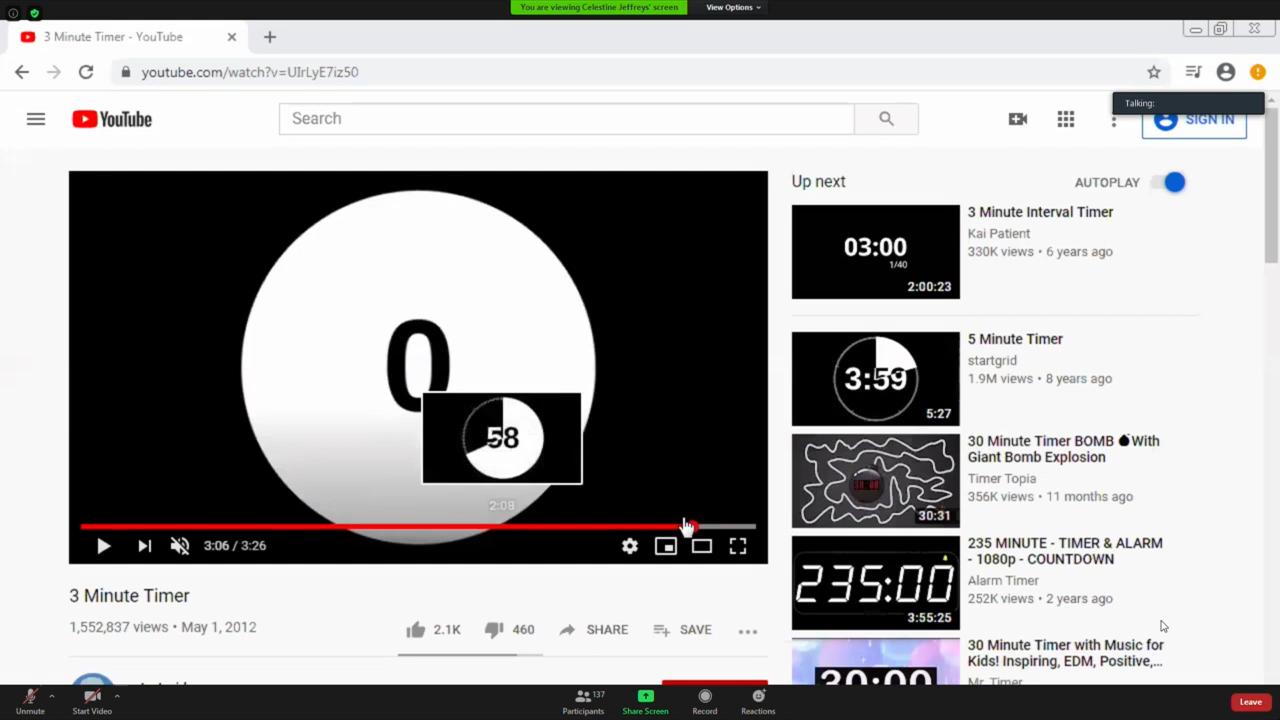 You are viewing Celestine Jeffreys' screen
View Options
3 Minute Timer - YouTube
youtube.com/watch?v=UIrLyE7iz50
Talking:
YouTube
Search
SIGN IN
0
58
2:08
3:06 / 3:26
3 Minute Timer
1,552,837 views • May 1, 2012
2.1K
460
SHARE
SAVE
Up next
AUTOPLAY
03:00
1/40
2:00:23
3 Minute Interval Timer
Kai Patient
330K views • 6 years ago
3:59
5:27
5 Minute Timer
startgrid
1.9M views • 8 years ago
30:31
30 Minute Timer BOMB 💣With
Giant Bomb Explosion
Timer Topia
356K views • 11 months ago
235:00
3:55:25
235 MINUTE - TIMER & ALARM
- 1080p - COUNTDOWN
Alarm Timer
252K views • 2 years ago
30:00
30 Minute Timer with Music for
Kids! Inspiring, EDM, Positive,...
Mr. Timer
Unmute
Start Video
137
Participants
Share Screen
Record
Reactions
Leave